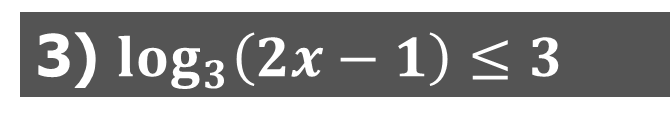 3) log₃(2x − 1) ≤ 3